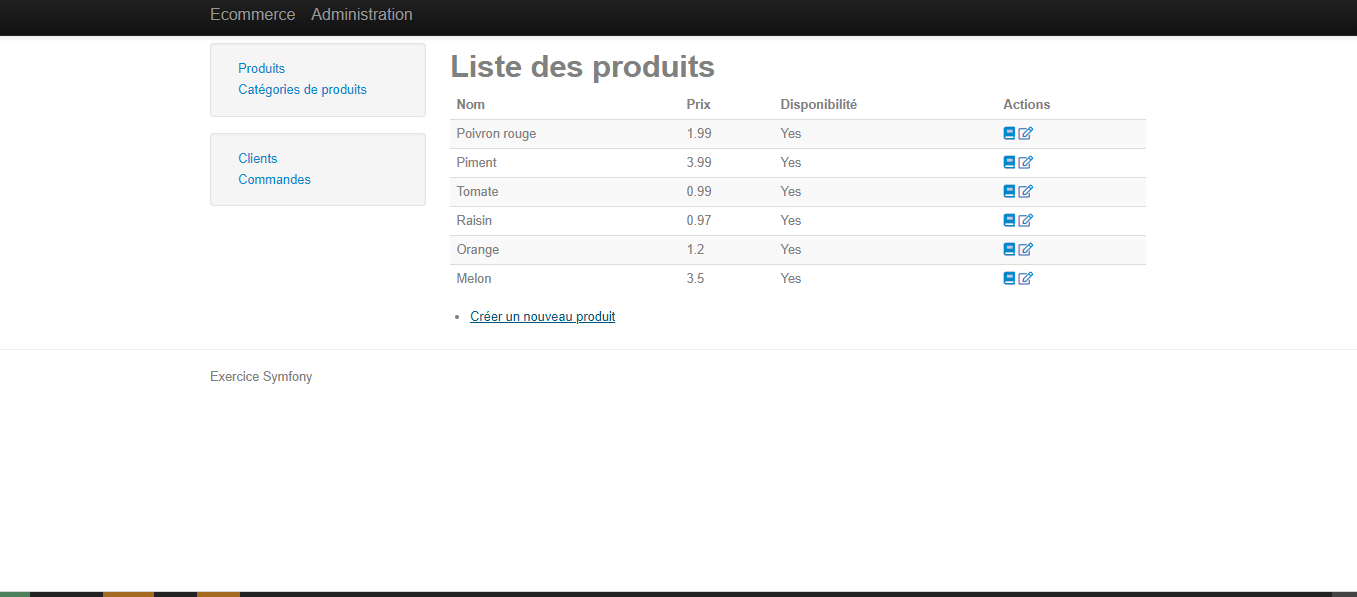 Ecommerce Administration
Produits
Catégories de produits
Clients
Commandes
Liste des produits
Nom Prix Disponibilité Actions
Poivron rouge 1.99 Yes
Piment 3.99 Yes
Tomate 0.99 Yes
Raisin 0.97 Yes
Orange 1.2 Yes
Melon 3.5 Yes
Créer un nouveau produit
Exercice Symfony